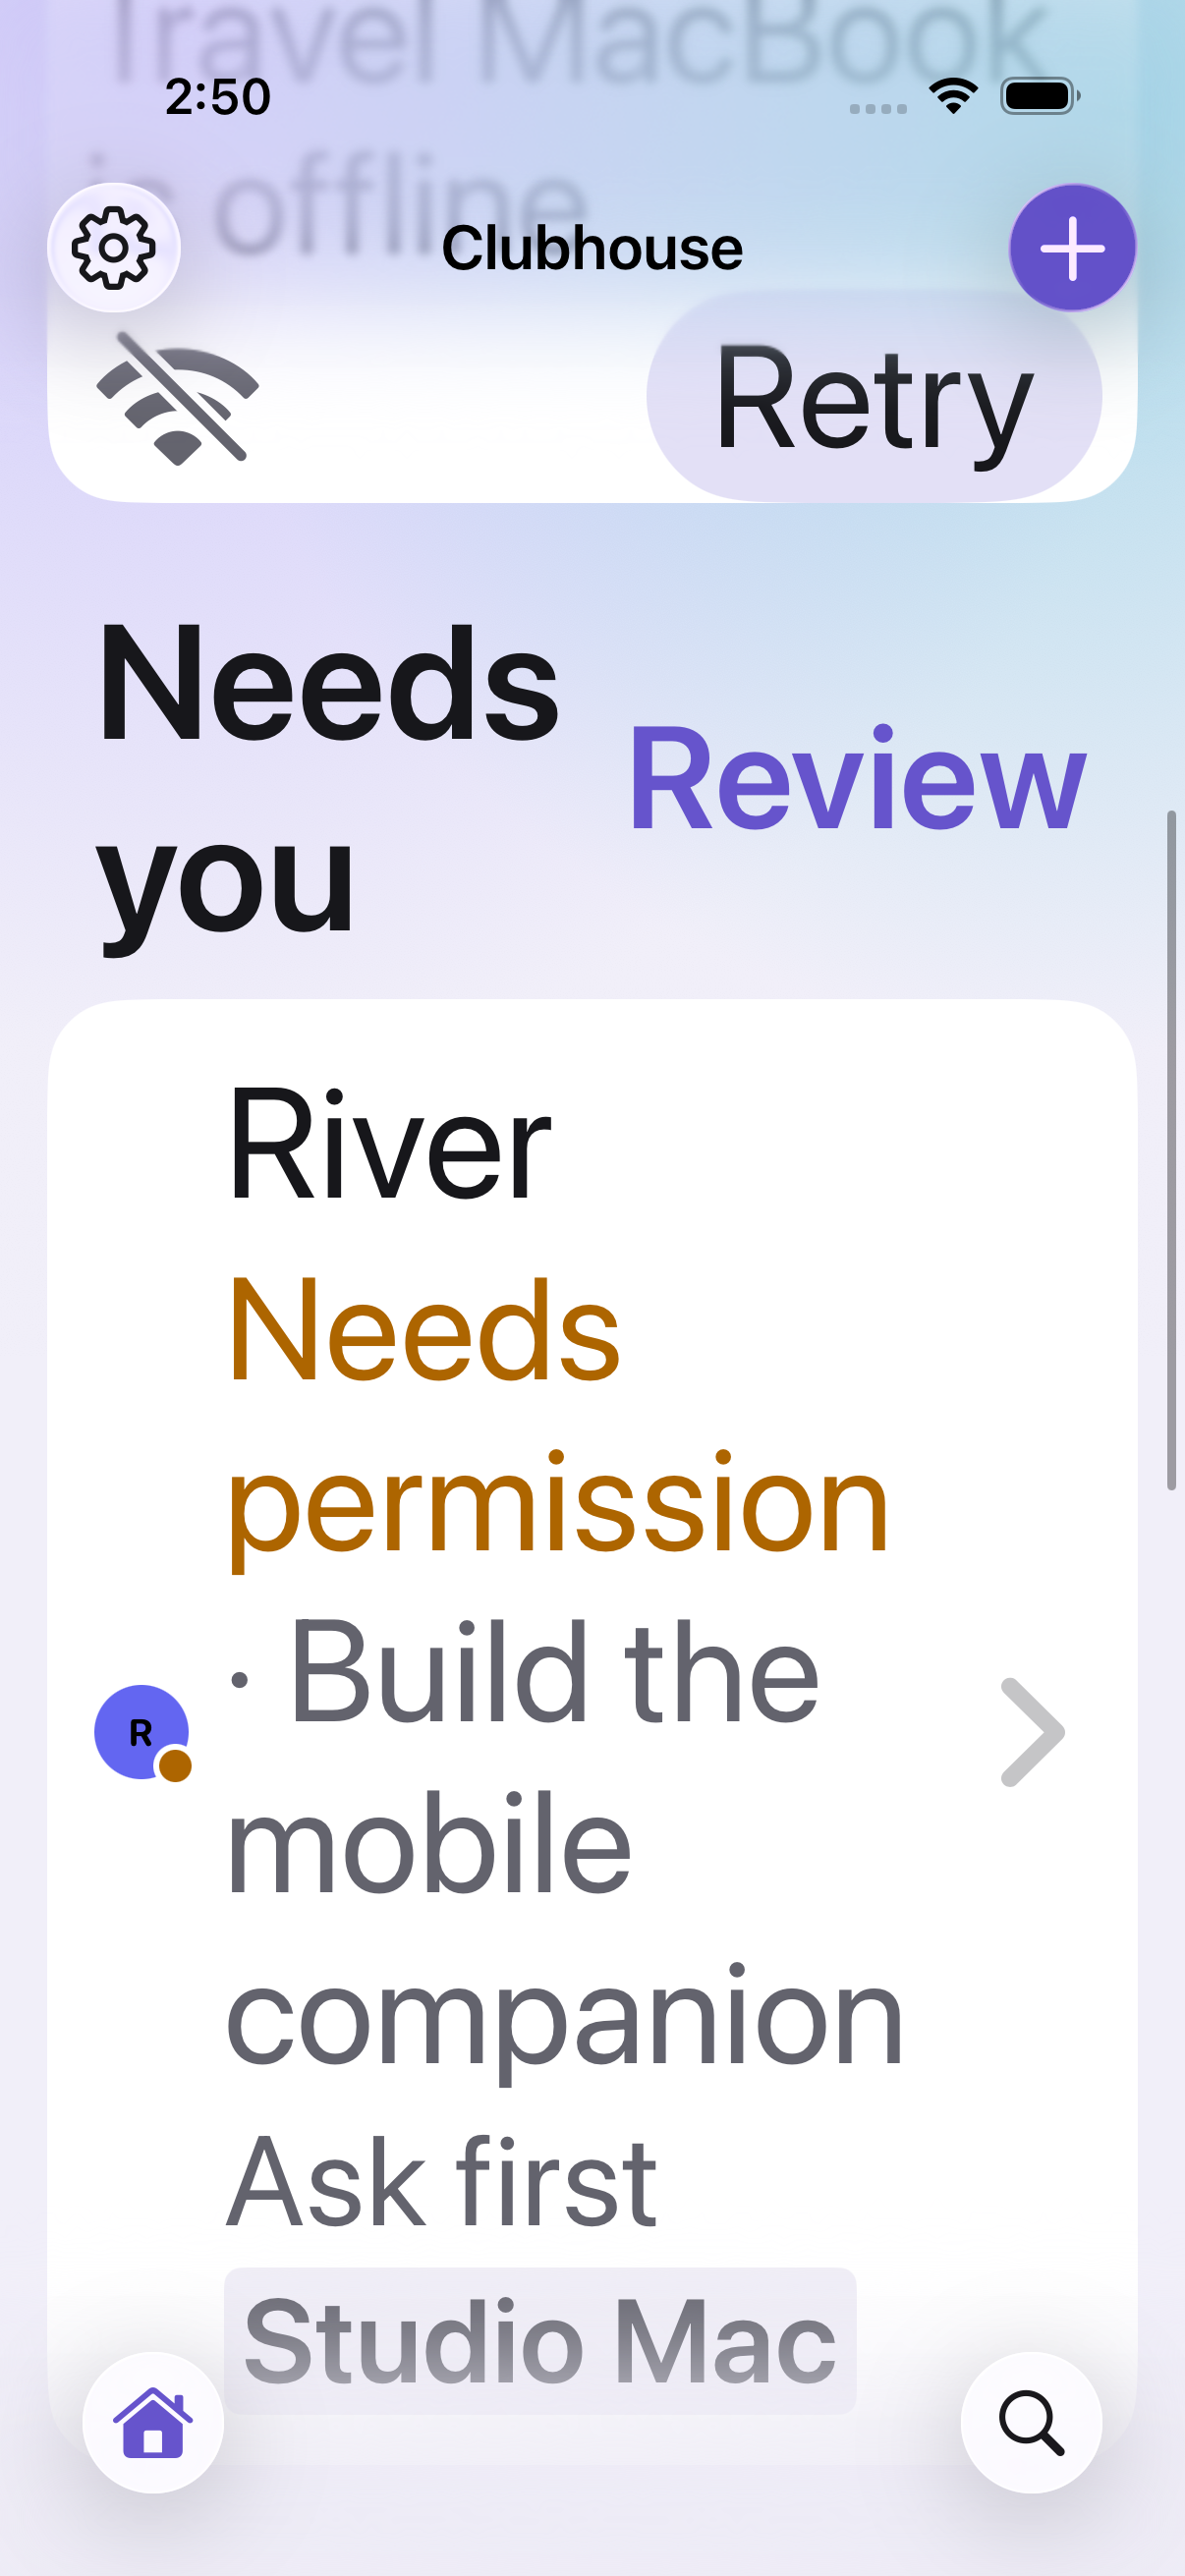 Travel MacBook
2:50
is offline
Clubhouse
Retry
Needs
you
Review
River
Needs
permission
· Build the
mobile
companion
R
Ask first
Studio Mac